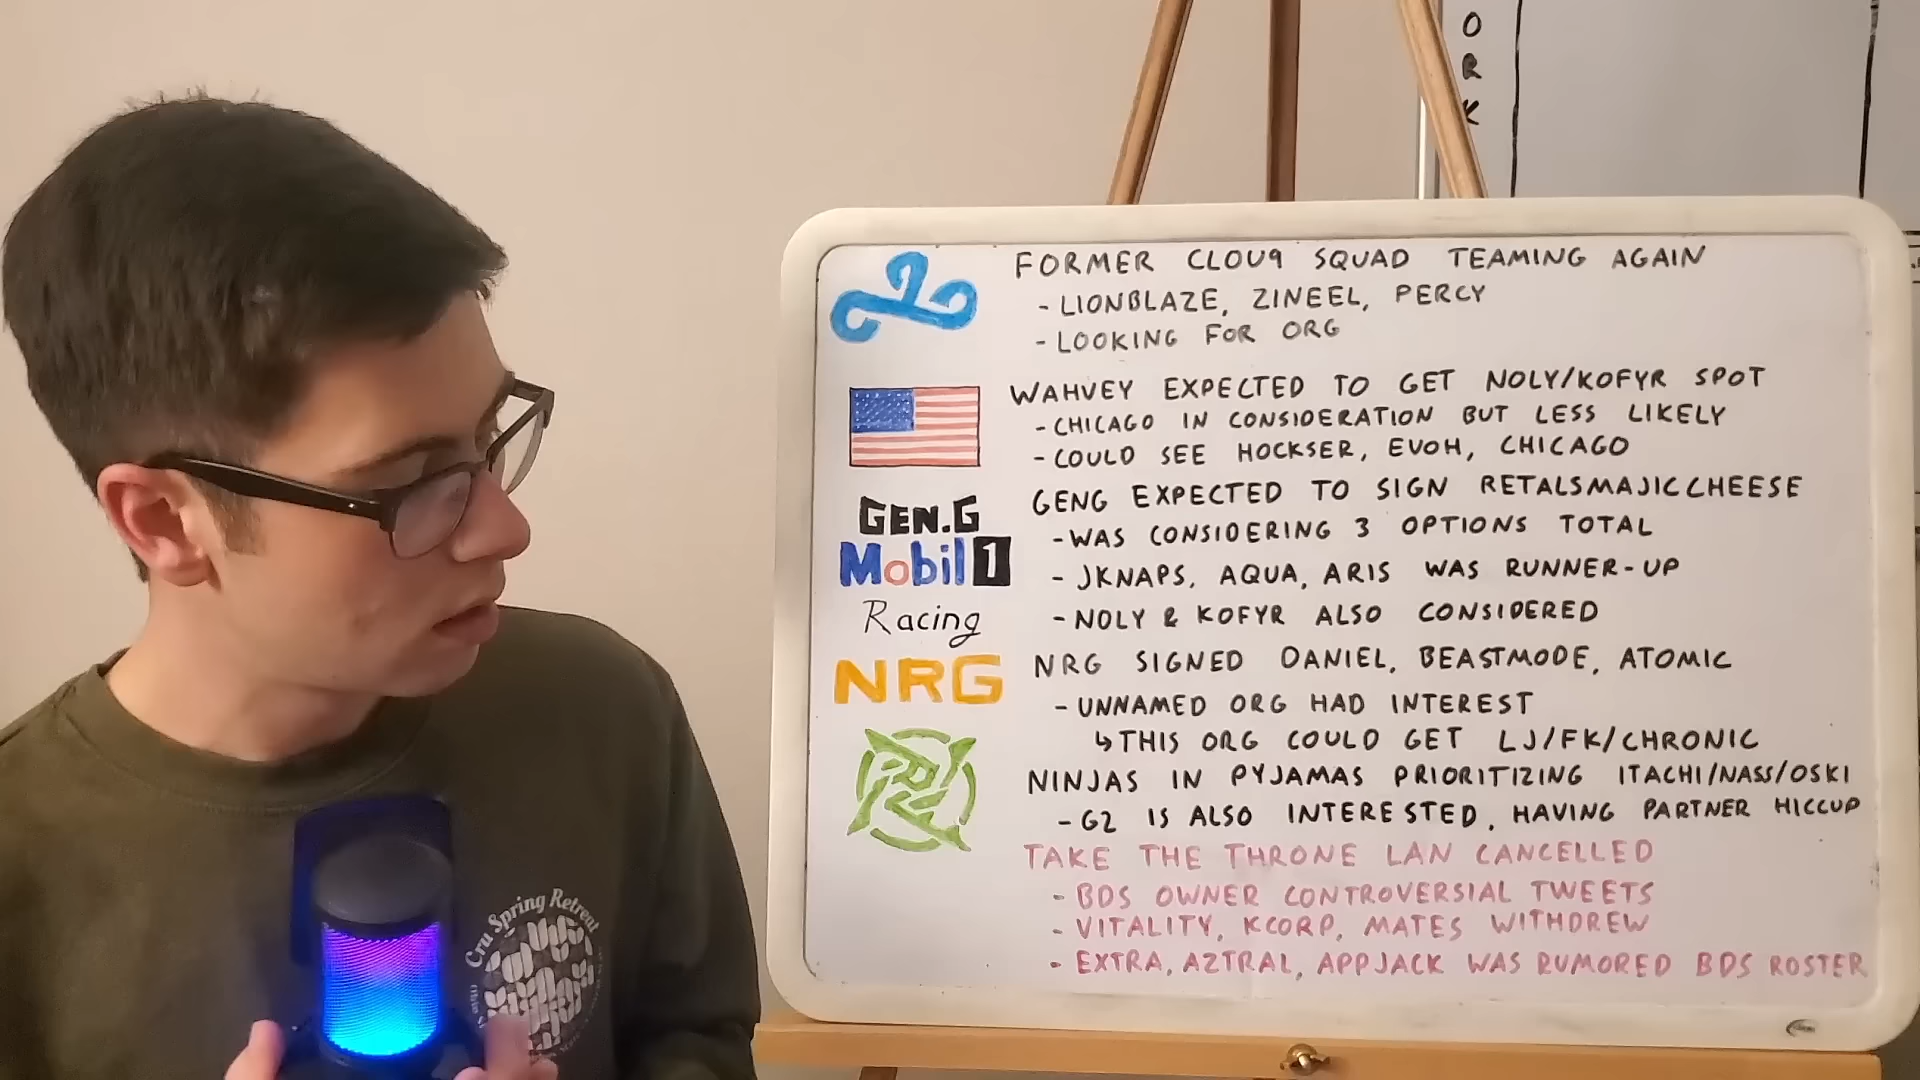 O
R
K
FORMER CLOU9 SQUAD TEAMING AGAIN
- LIONBLAZE, ZINEEL, PERCY
- LOOKING FOR ORG
WAHVEY EXPECTED TO GET NOLY/KOFYR SPOT
- CHICAGO IN CONSIDERATION BUT LESS LIKELY
- COULD SEE HOCKSER, EVOH, CHICAGO
GEN.G
Mobil 1
Racing
GENG EXPECTED TO SIGN RETALSMAJICCHEESE
- WAS CONSIDERING 3 OPTIONS TOTAL
- JKNAPS, AQUA, ARIS WAS RUNNER-UP
- NOLY & KOFYR ALSO CONSIDERED
NRG
NRG SIGNED DANIEL, BEASTMODE, ATOMIC
- UNNAMED ORG HAD INTEREST
↳ THIS ORG COULD GET LJ/FK/CHRONIC
NINJAS IN PYJAMAS PRIORITIZING ITACHI/NASS/OSKI
- G2 IS ALSO INTERESTED, HAVING PARTNER HICCUP
TAKE THE THRONE LAN CANCELLED
- BDS OWNER CONTROVERSIAL TWEETS
- VITALITY, KCORP, MATES WITHDREW
- EXTRA, AZTRAL, APPJACK WAS RUMORED BDS ROSTER
Cru Spring Retreat